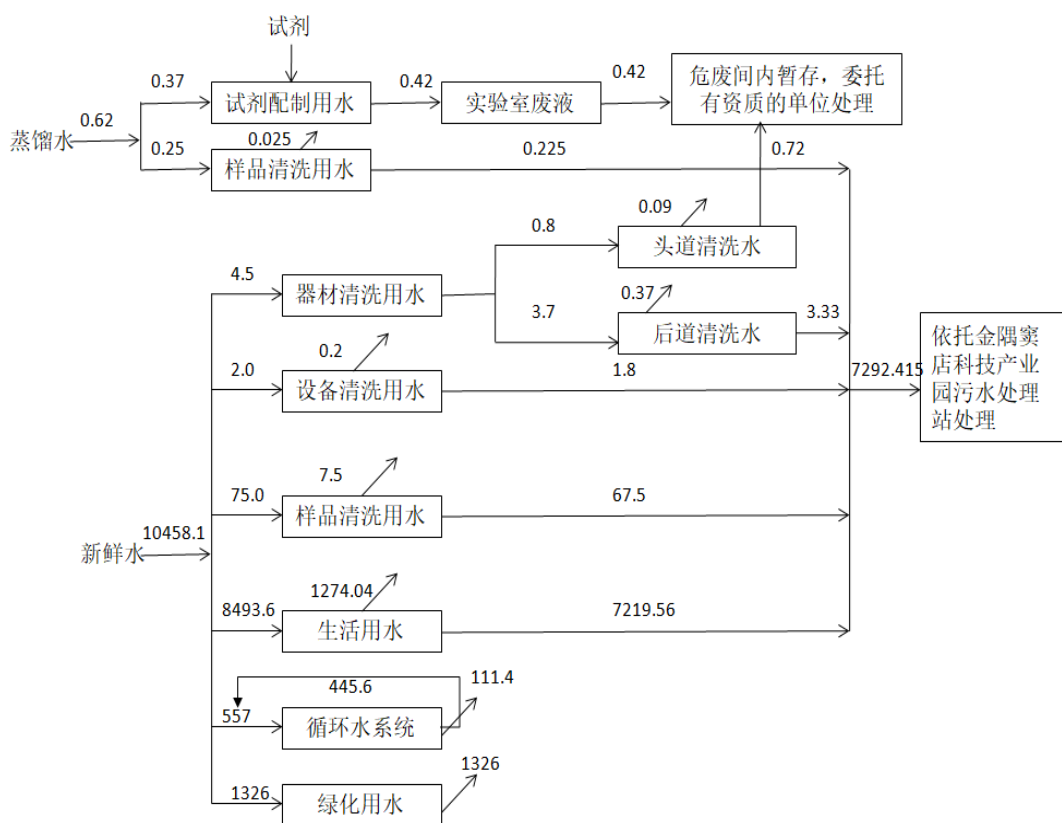 试剂
0.37
试剂配制用水
0.42
实验室废液
0.42
危废间内暂存，委托
有资质的单位处理
蒸馏水
0.62
0.25
0.025
样品清洗用水
0.225
0.72
0.09
0.8
头道清洗水
4.5
器材清洗用水
0.37
3.7
后道清洗水
3.33
0.2
2.0
设备清洗用水
1.8
7292.415
依托金隅窦
店科技产业
园污水处理
站处理
7.5
75.0
样品清洗用水
67.5
新鲜水
10458.1
1274.04
8493.6
生活用水
7219.56
445.6
111.4
557
循环水系统
1326
1326
绿化用水